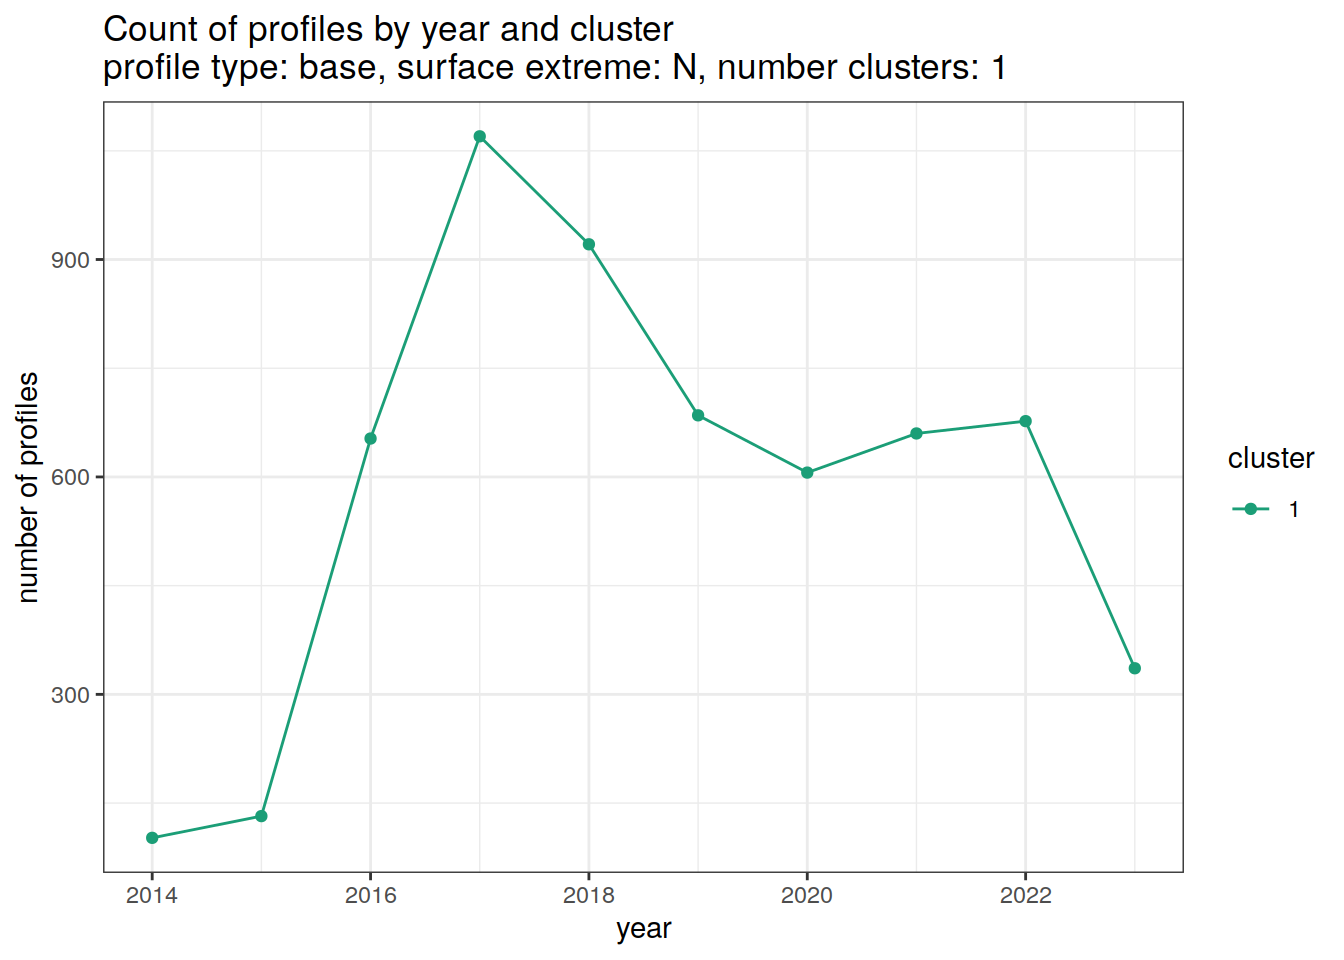 Count of profiles by year and cluster
profile type: base, surface extreme: N, number clusters: 1
900
600
300
number of profiles
2014 2016 2018 2020 2022
year
cluster
1